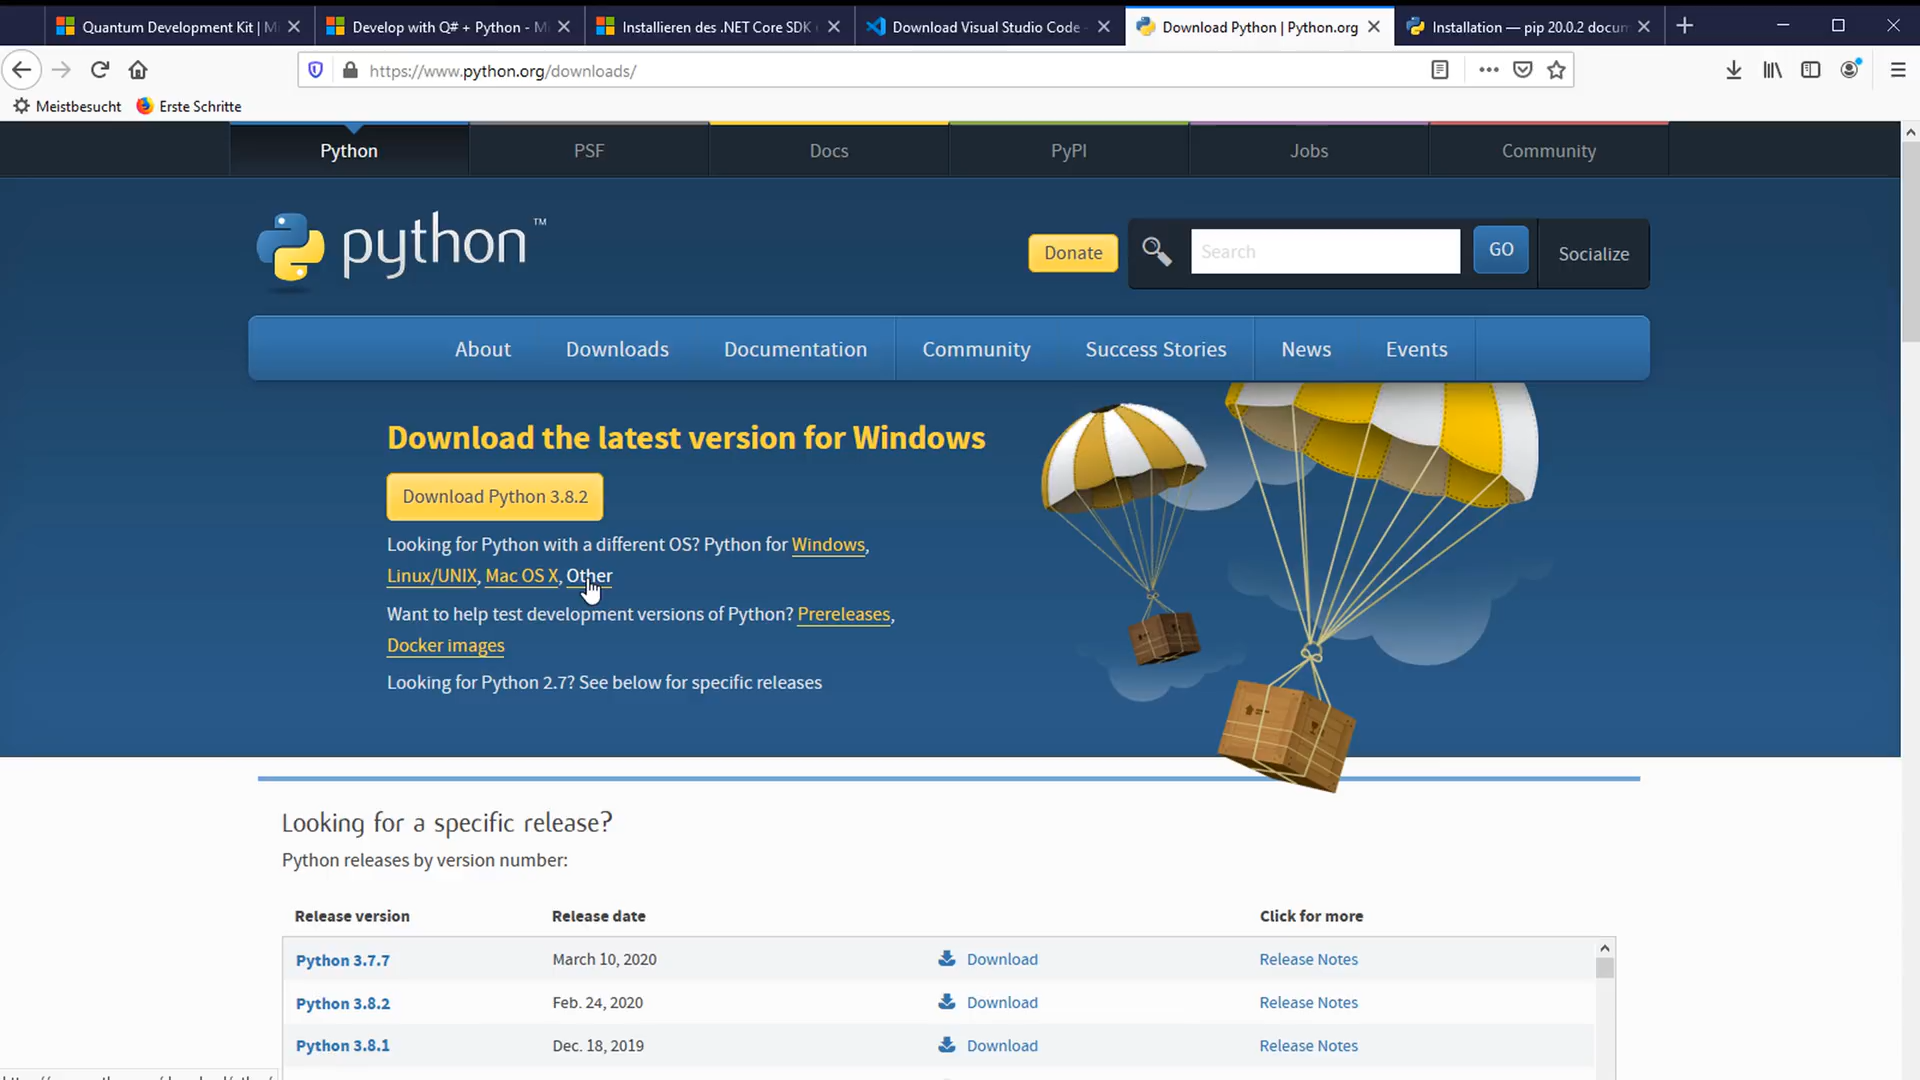 Quantum Development Kit | M
Develop with Q# + Python - Mi
Installieren des .NET Core SDK
Download Visual Studio Code -
Download Python | Python.org
Installation — pip 20.0.2 docum
https://www.python.org/downloads/
Meistbesucht
Erste Schritte
Python
PSF
Docs
PyPI
Jobs
Community
python™
Donate
Search
GO
Socialize
About
Downloads
Documentation
Community
Success Stories
News
Events
Download the latest version for Windows
Download Python 3.8.2
Looking for Python with a different OS? Python for Windows,
Linux/UNIX, Mac OS X, Other
Want to help test development versions of Python? Prereleases,
Docker images
Looking for Python 2.7? See below for specific releases
Looking for a specific release?
Python releases by version number:
Release version Release date Click for more
Python 3.7.7 March 10, 2020 Download Release Notes
Python 3.8.2 Feb. 24, 2020 Download Release Notes
Python 3.8.1 Dec. 18, 2019 Download Release Notes